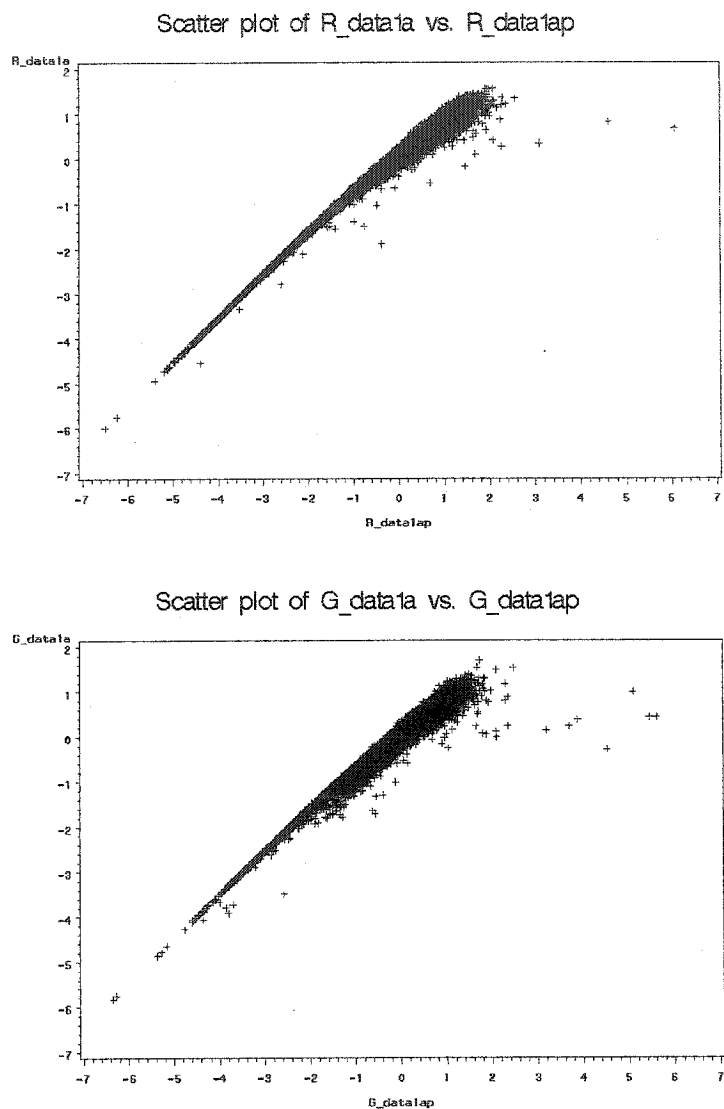 Scatter plot of R_data1a vs. R_data1ap
R_data1a
2
1
0
-1
-2
-3
-4
-5
-6
-7
-7 -6 -5 -4 -3 -2 -1 0 1 2 3 4 5 6 7
R_data1ap
Scatter plot of G_data1a vs. G_data1ap
G_data1a
2
1
0
-1
-2
-3
-4
-5
-6
-7
-7 -6 -5 -4 -3 -2 -1 0 1 2 3 4 5 6 7
G_data1ap